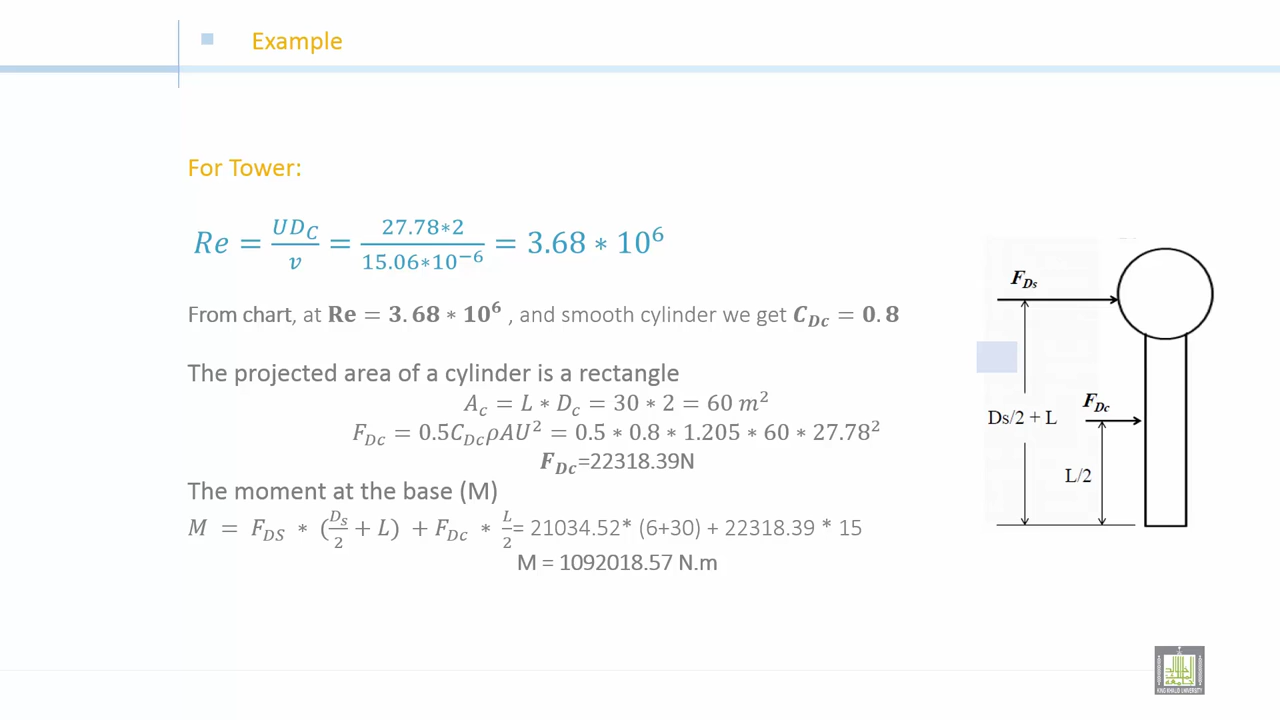 Example
For Tower:
Re = UD_C/v = 27.78*2/15.06*10^−6 = 3.68 * 10^6
From chart, at Re = 3.68 * 10^6 , and smooth cylinder we get C_Dc = 0.8
The projected area of a cylinder is a rectangle
A_c = L * D_c = 30 * 2 = 60 m^2
F_Dc = 0.5C_DcρAU^2 = 0.5 * 0.8 * 1.205 * 60 * 27.78^2
F_Dc=22318.39N
The moment at the base (M)
M = F_DS * (D_s/2 + L) + F_Dc * L/2= 21034.52* (6+30) + 22318.39 * 15
M = 1092018.57 N.m
F_Ds
F_Dc
Ds/2 + L
L/2
KING KHALID UNIVERSITY